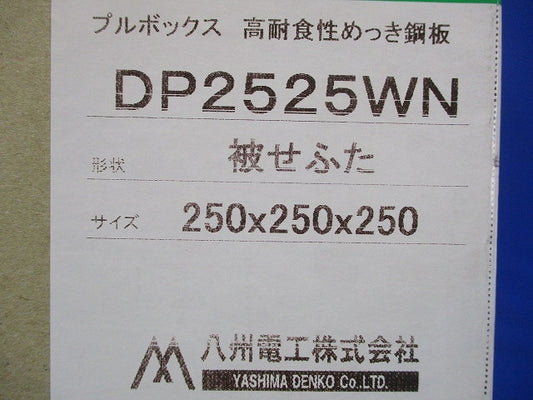 プルボックス 高耐食性めっき鋼板
DP2525WN
形状 被せふた
サイズ 250x250x250
八州電工株式会社
YASHIMA DENKO Co.LTD.